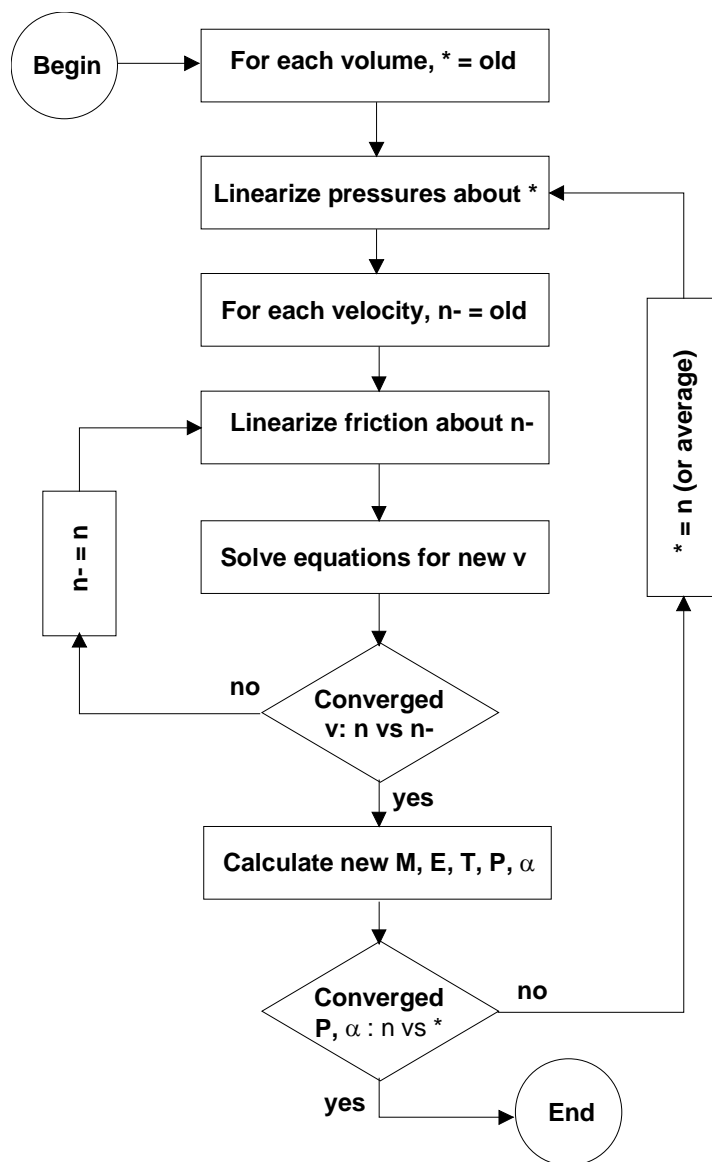 Begin
For each volume, * = old
Linearize pressures about *
For each velocity, n- = old
Linearize friction about n-
n- = n
* = n (or average)
Solve equations for new v
Converged
v: n vs n-
no
yes
Calculate new M, E, T, P, α
Converged
P, α : n vs *
no
yes
End